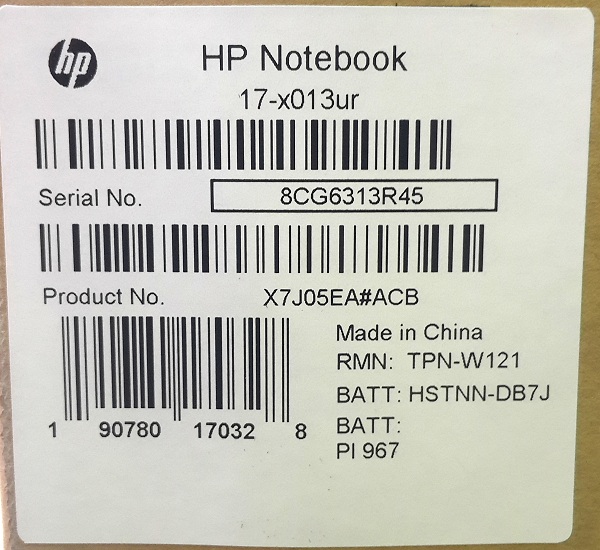 hp
HP Notebook
17-x013ur
Serial No. 8CG6313R45
Product No. X7J05EA#ACB
Made in China
RMN: TPN-W121
BATT: HSTNN-DB7J
BATT:
PI 967
1 90780 17032 8